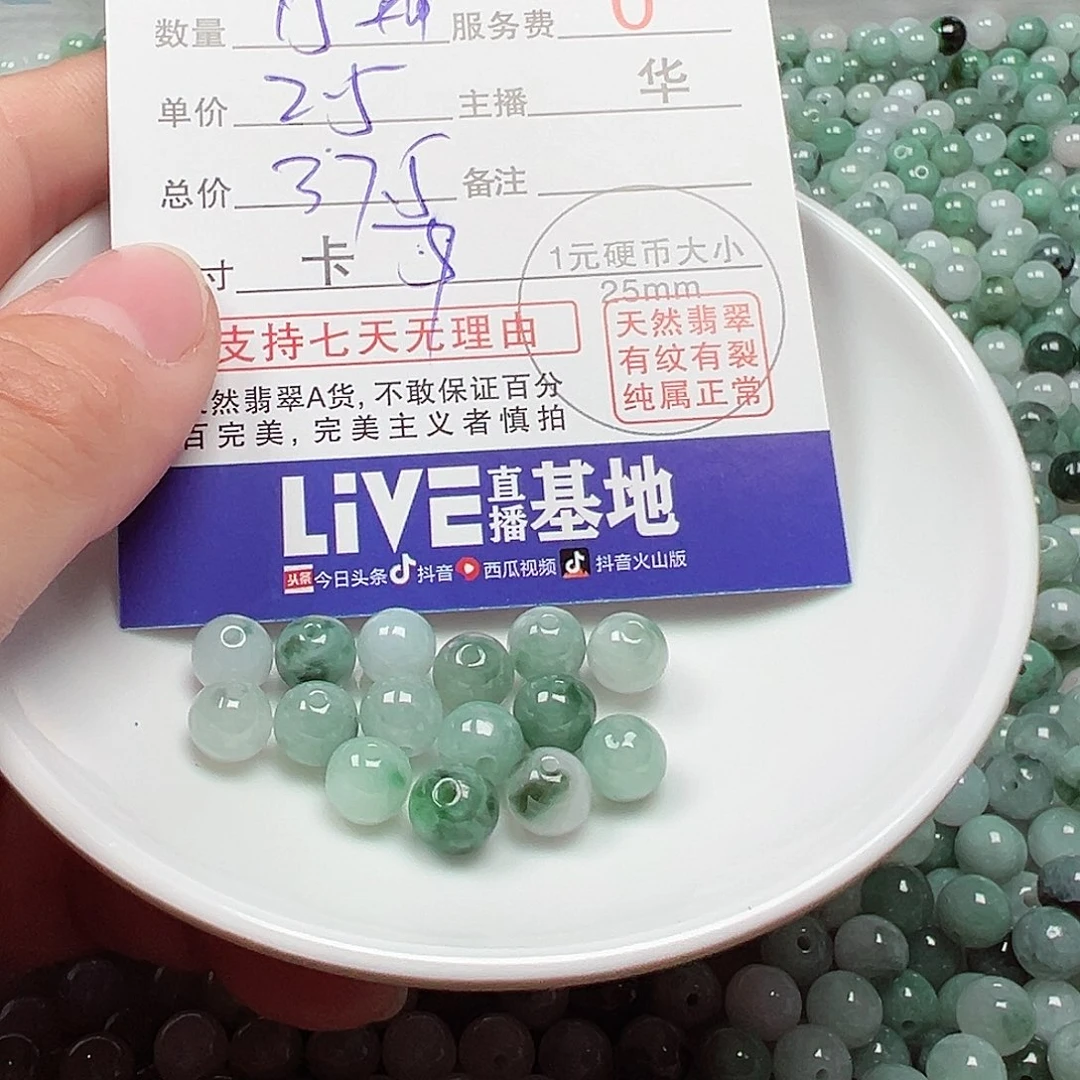 数量 服务费 0
单价 25 主播 华
总价 375 备注
寸 卡 8
1元硬币大小
25mm
支持七天无理由
天然翡翠
有纹有裂
纯属正常
然翡翠A货,不敢保证百分
百完美,完美主义者慎拍
LiVE直播基地
头条 今日头条 抖音 西瓜视频 抖音火山版